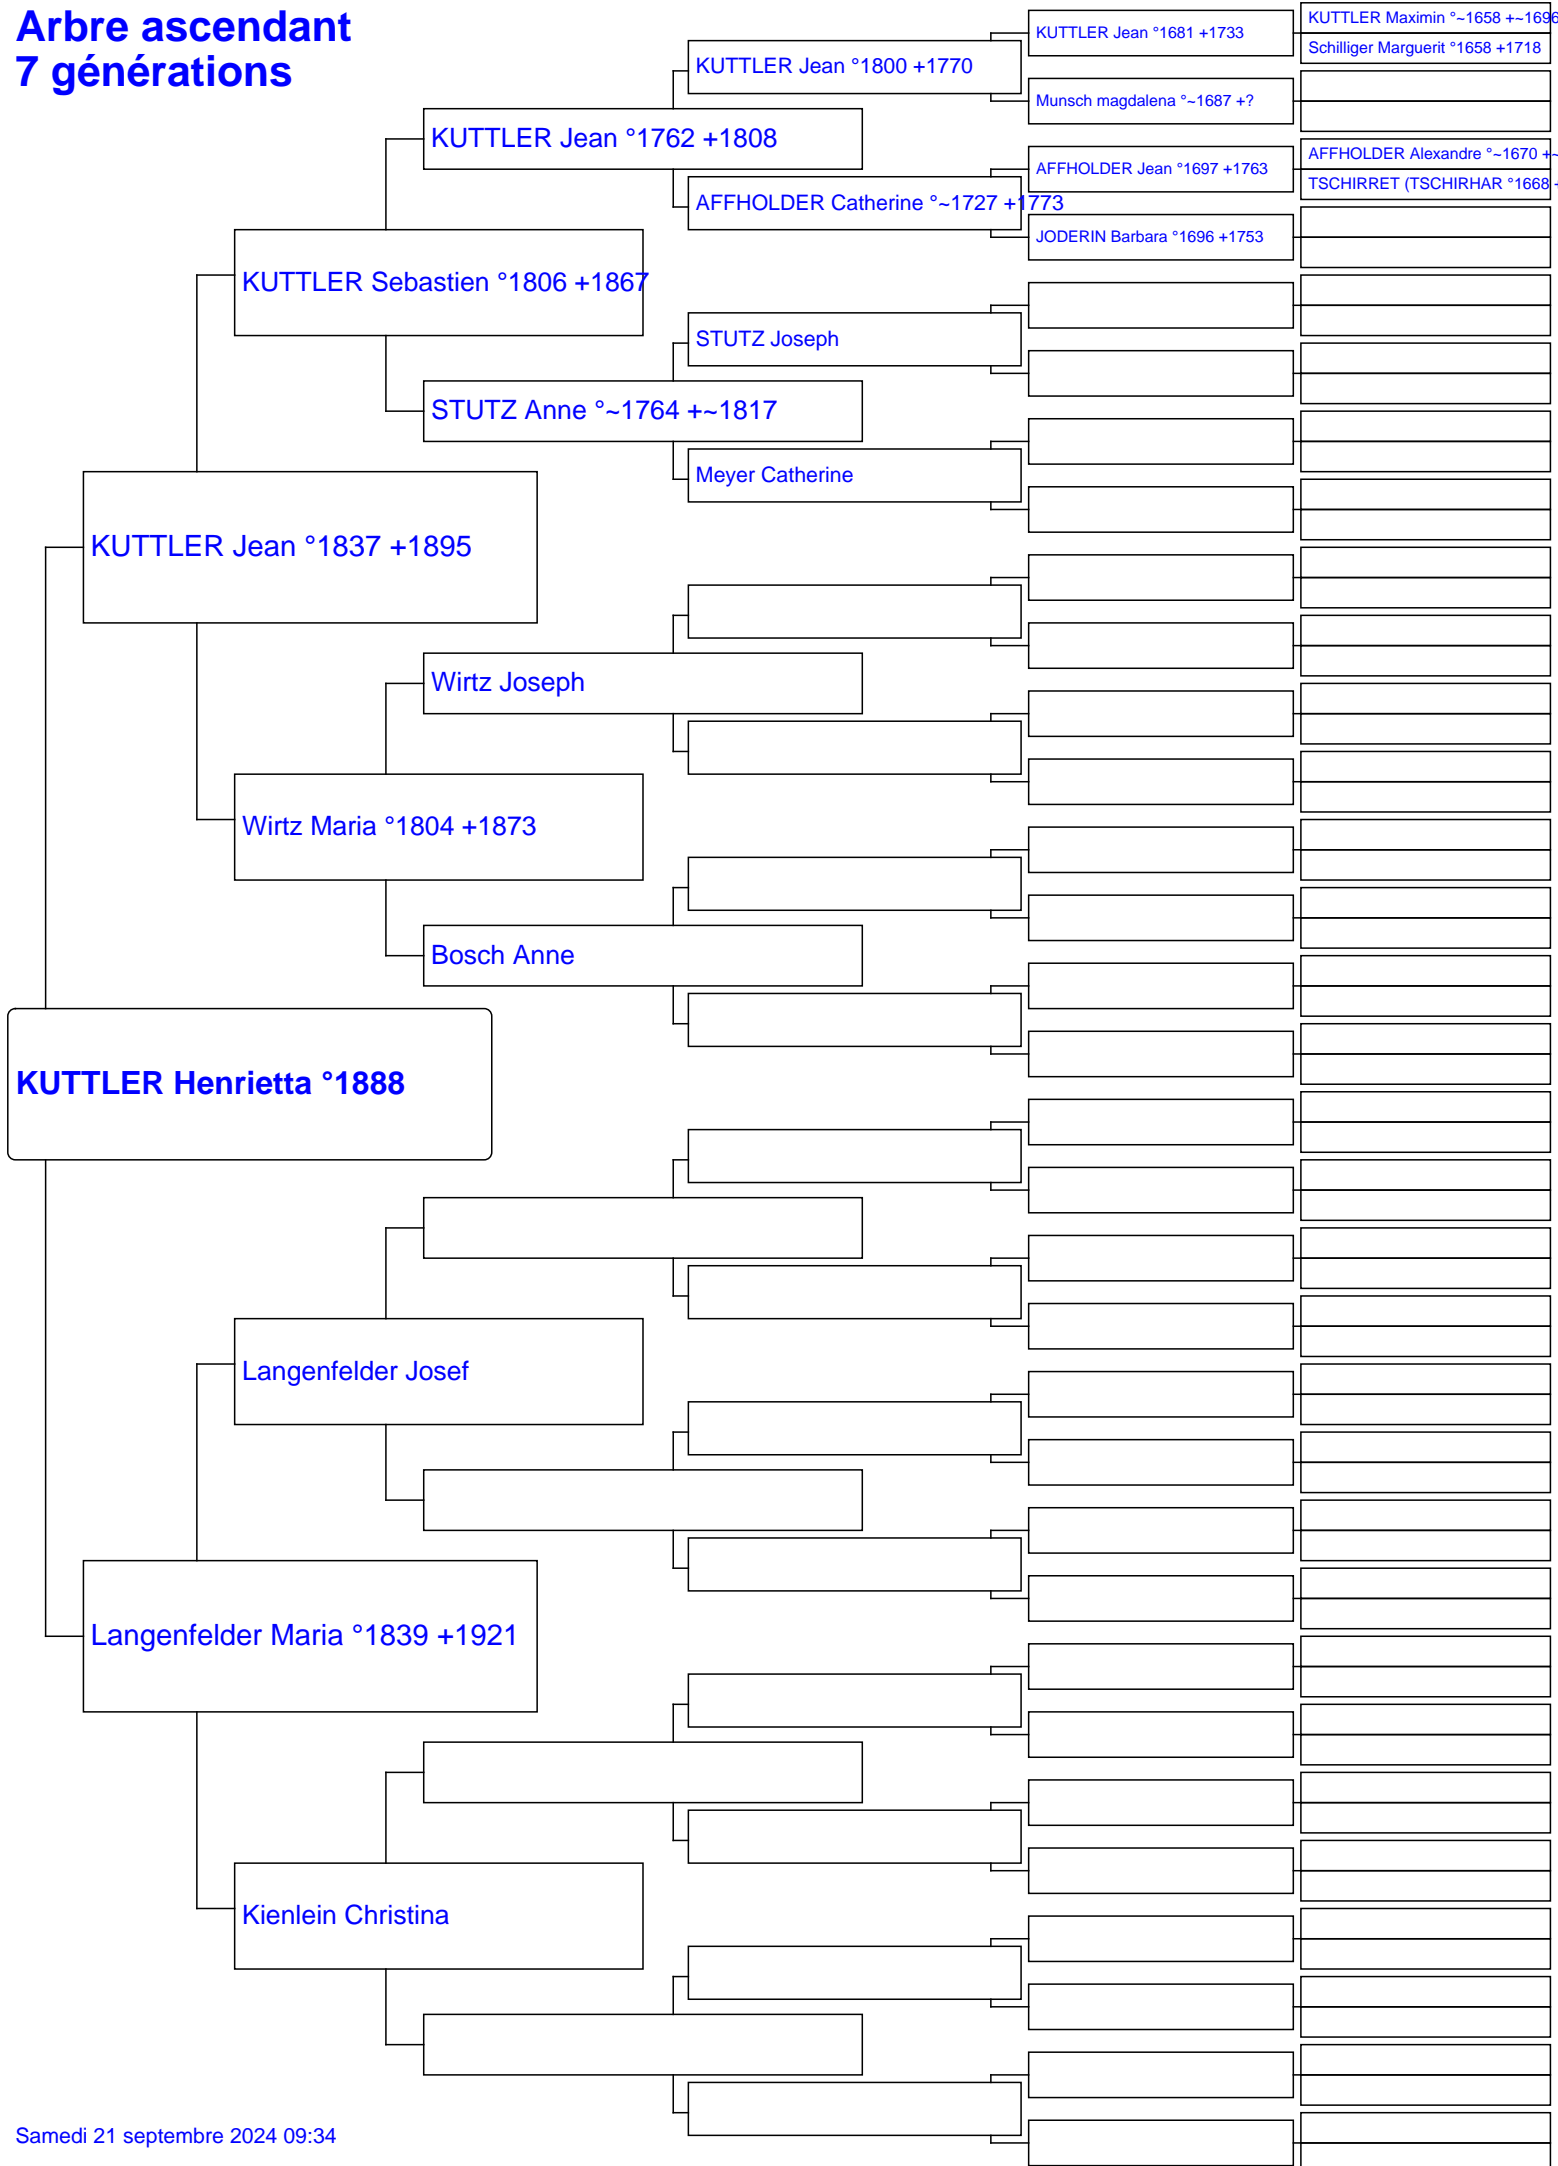 Arbre ascendant
7 générations
KUTTLER Maximin °~1658 +~1696
KUTTLER Jean °1681 +1733
Schilliger Marguerit °1658 +1718
KUTTLER Jean °1800 +1770
Munsch magdalena °~1687 +?
KUTTLER Jean °1762 +1808
AFFHOLDER Alexandre °~1670 +~
AFFHOLDER Jean °1697 +1763
TSCHIRRET (TSCHIRHAR °1668 +
AFFHOLDER Catherine °~1727 +1773
JODERIN Barbara °1696 +1753
KUTTLER Sebastien °1806 +1867
STUTZ Joseph
STUTZ Anne °~1764 +~1817
Meyer Catherine
KUTTLER Jean °1837 +1895
Wirtz Joseph
Wirtz Maria °1804 +1873
Bosch Anne
KUTTLER Henrietta °1888
Langenfelder Josef
Langenfelder Maria °1839 +1921
Kienlein Christina
Samedi 21 septembre 2024 09:34